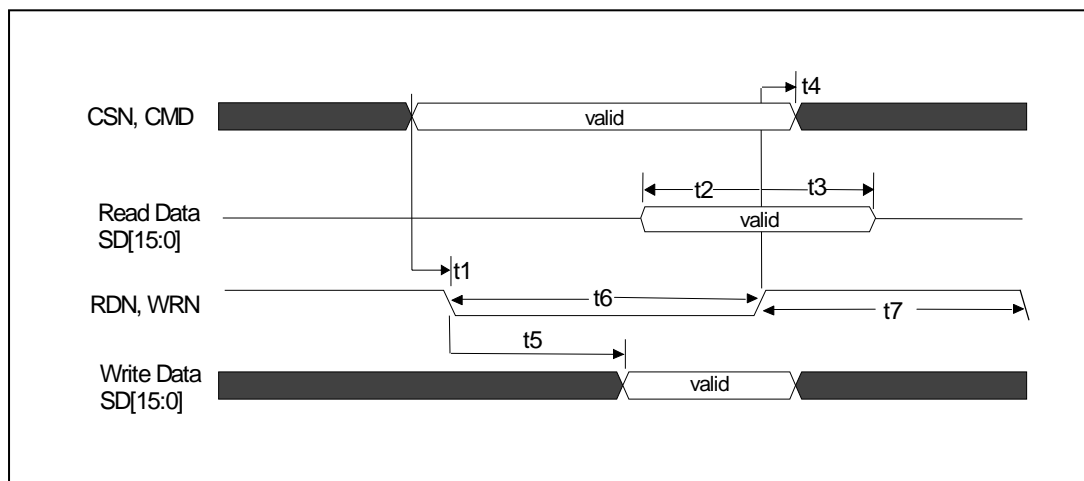 t4
CSN, CMD
valid
t2
t3
Read Data
SD[15:0]
valid
t1
RDN, WRN
t6
t7
t5
Write Data
SD[15:0]
valid